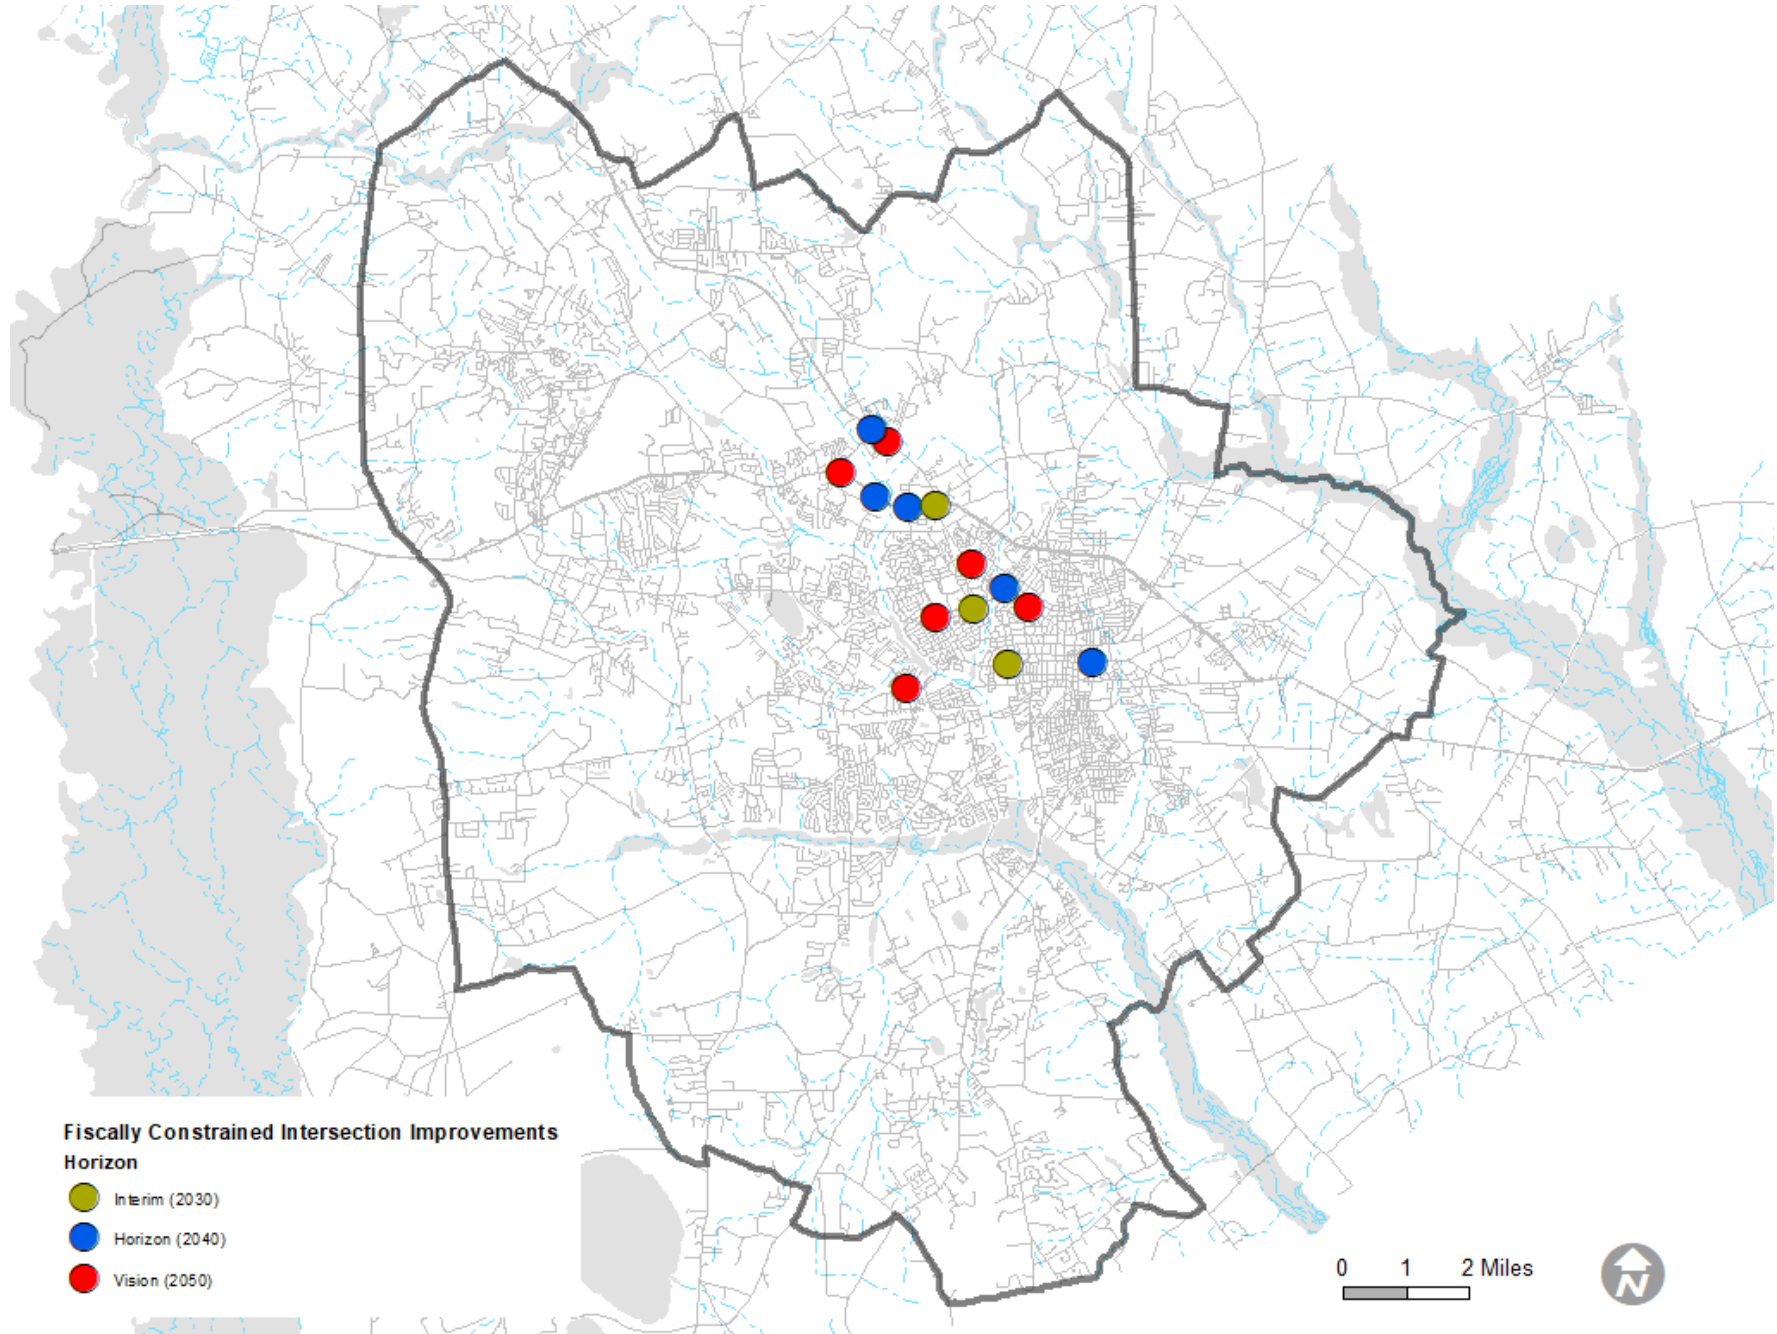 Fiscally Constrained Intersection Improvements
Horizon
Interim (2030)
Horizon (2040)
Vision (2050)
0 1 2 Miles
N